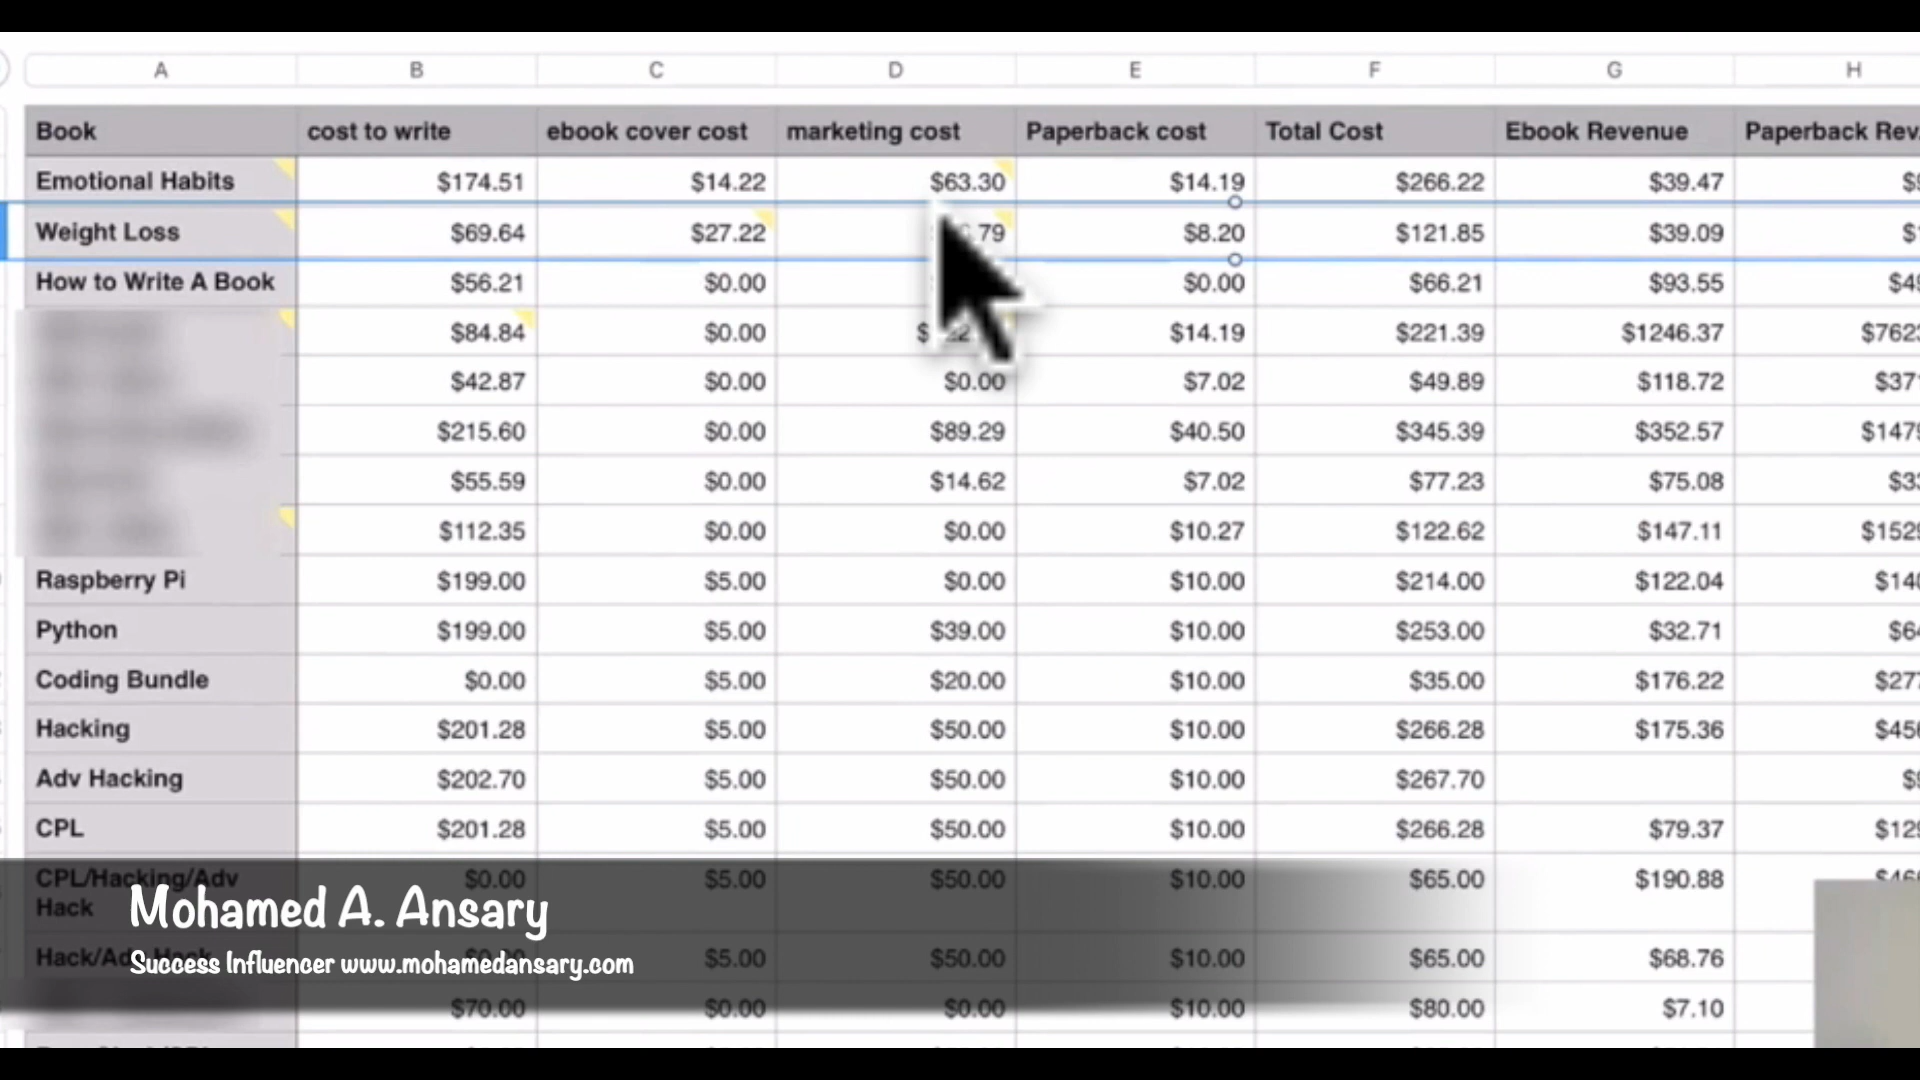 A B C D E F G H
Book cost to write ebook cover cost marketing cost Paperback cost Total Cost Ebook Revenue Paperback Rev
Emotional Habits $174.51 $14.22 $63.30 $14.19 $266.22 $39.47
Weight Loss $69.64 $27.22 $8.20 $121.85 $39.09
How to Write A Book $56.21 $0.00 $0.00 $66.21 $93.55
$84.84 $0.00 $14.19 $221.39 $1246.37
$42.87 $0.00 $0.00 $7.02 $49.89 $118.72
$215.60 $0.00 $89.29 $40.50 $345.39 $352.57
$55.59 $0.00 $14.62 $7.02 $77.23 $75.08
$112.35 $0.00 $0.00 $10.27 $122.62 $147.11
Raspberry Pi $199.00 $5.00 $0.00 $10.00 $214.00 $122.04
Python $199.00 $5.00 $39.00 $10.00 $253.00 $32.71
Coding Bundle $0.00 $5.00 $20.00 $10.00 $35.00 $176.22
Hacking $201.28 $5.00 $50.00 $10.00 $266.28 $175.36
Adv Hacking $202.70 $5.00 $50.00 $10.00 $267.70
CPL $201.28 $5.00 $50.00 $10.00 $266.28 $79.37
CPL/Hacking/Adv Hack $0.00 $5.00 $50.00 $10.00 $65.00 $190.88
Mohamed A. Ansary
$5.00 $50.00 $10.00 $65.00 $68.76
Success Influencer www.mohamedansary.com
$70.00 $0.00 $0.00 $10.00 $80.00 $7.10